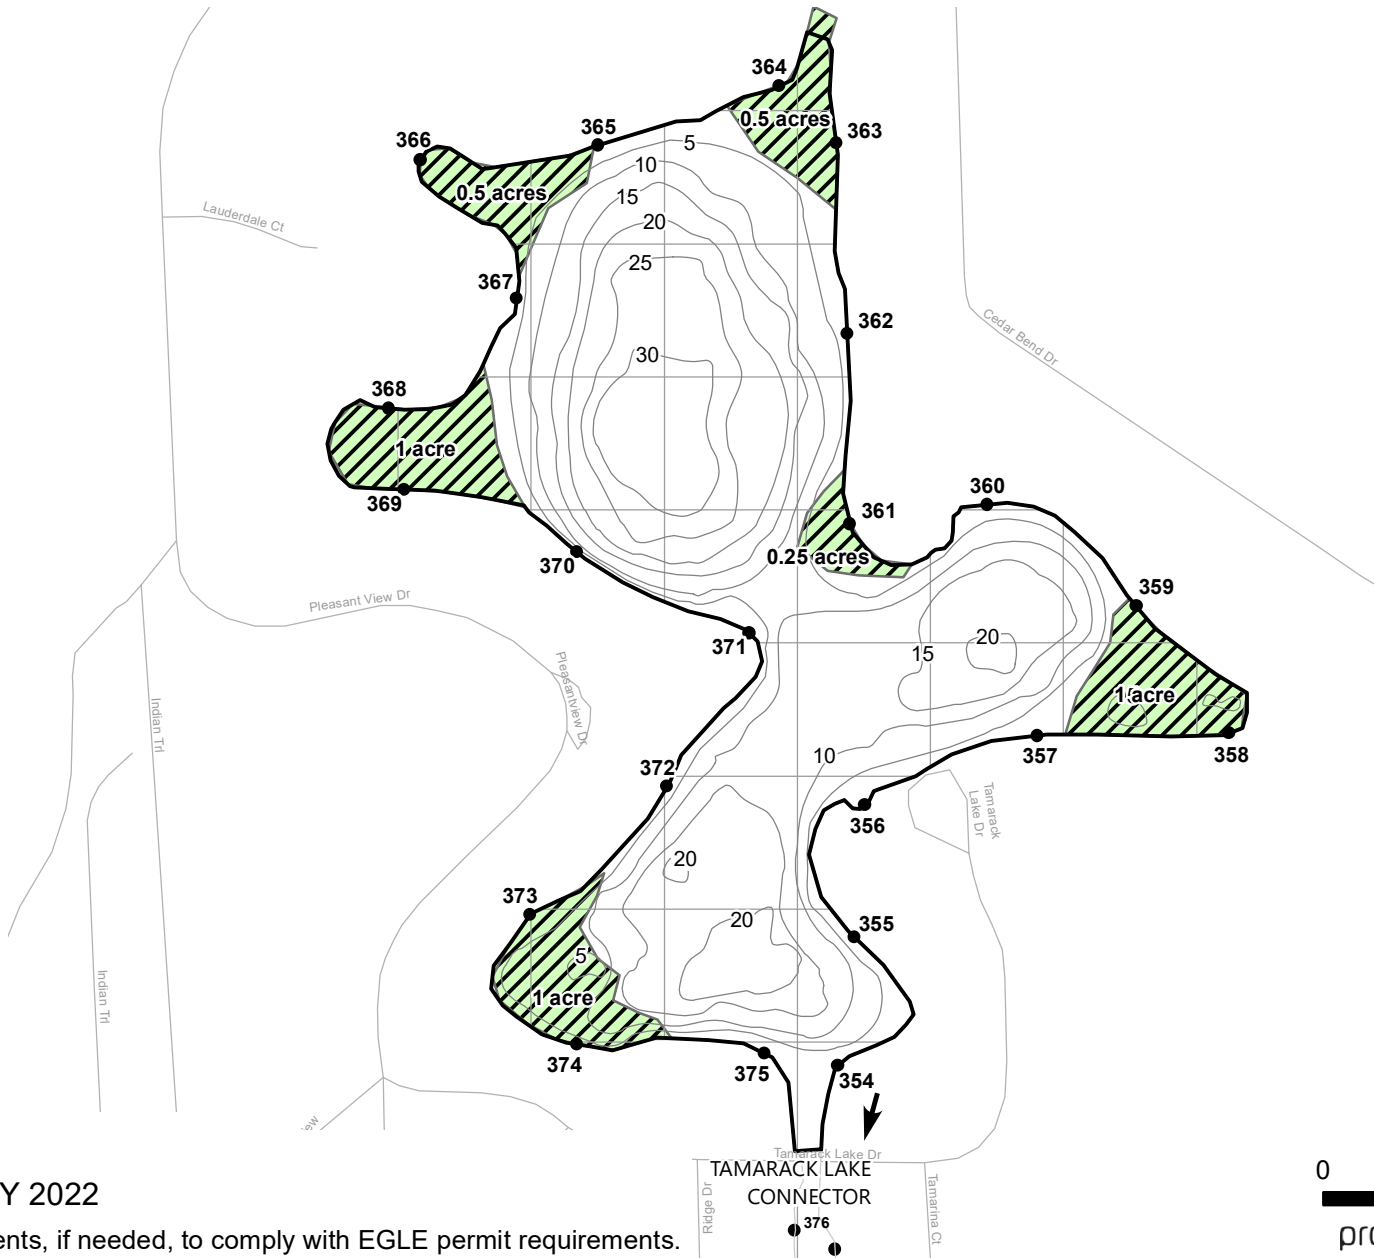 364
0.5 acres
363
365
5
366
10
0.5 acres
15
20
Lauderdale Ct
25
367
362
Cedar Bend Dr
30
368
1 acre
369
360
361
0.25 acres
370
359
Pleasant View Dr
371
20
15
Pleasantview Dr
Indian Trl
1 acre
357
358
10
372
Tamarack
Lake Dr
356
20
373
20
355
5
Indian Trl
1 acre
374
375
354
Tamarack Lake Dr
TAMARACK LAKE
CONNECTOR
Ridge Dr
Tamarina Ct
376
0
Y 2022
ents, if needed, to comply with EGLE permit requirements.